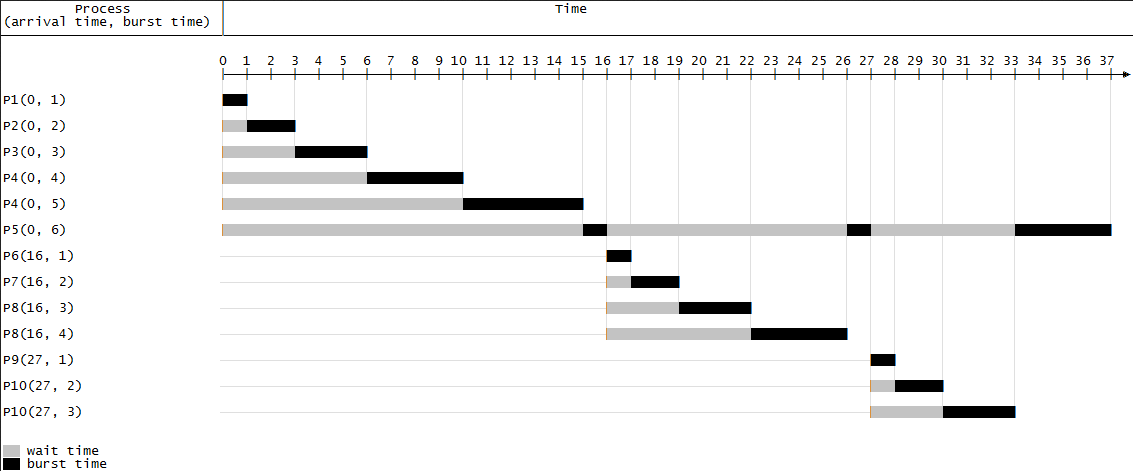 Process
(arrival time, burst time)
Time
0 1 2 3 4 5 6 7 8 9 10 11 12 13 14 15 16 17 18 19 20 21 22 23 24 25 26 27 28 29 30 31 32 33 34 35 36 37
P1(0, 1)
P2(0, 2)
P3(0, 3)
P4(0, 4)
P4(0, 5)
P5(0, 6)
P6(16, 1)
P7(16, 2)
P8(16, 3)
P8(16, 4)
P9(27, 1)
P10(27, 2)
P10(27, 3)
wait time
burst time